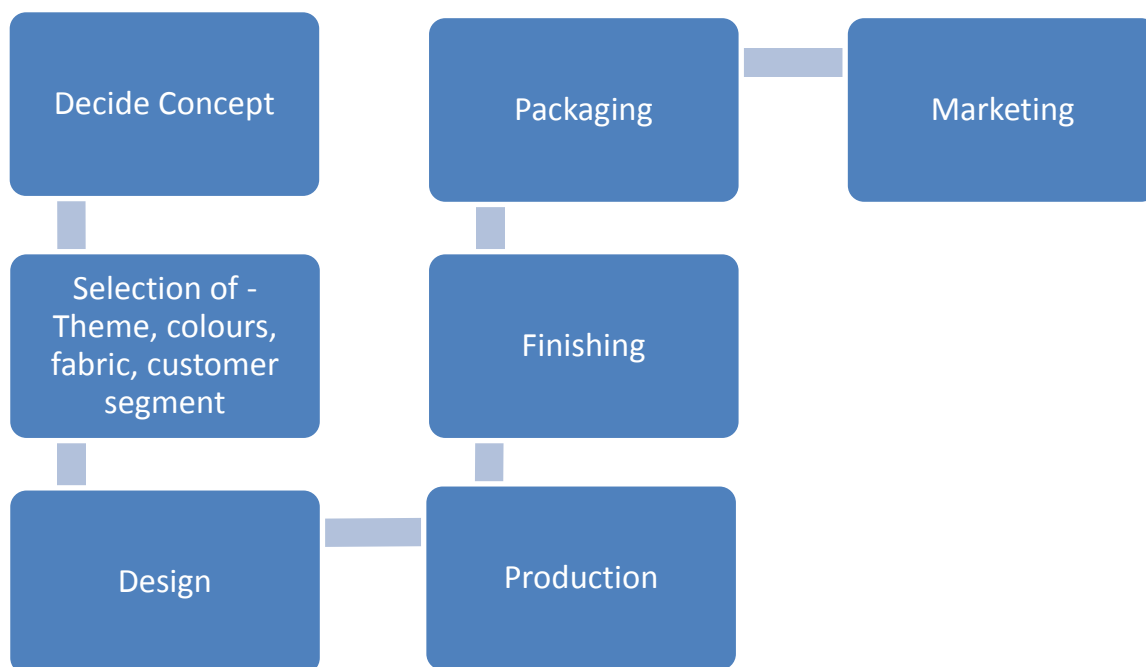 Decide Concept
Selection of -
Theme, colours,
fabric, customer
segment
Design
Production
Finishing
Packaging
Marketing